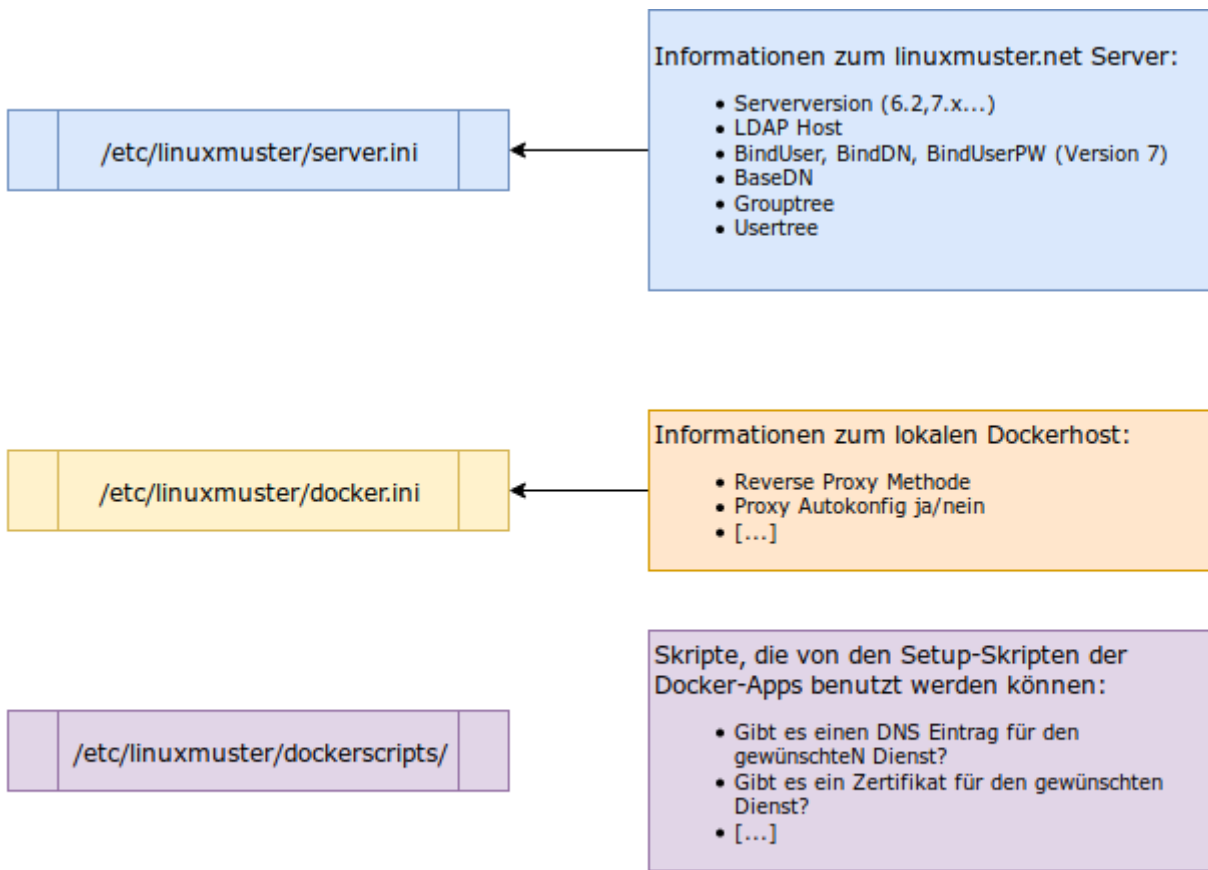 Informationen zum linuxmuster.net Server:
• Serverversion (6.2,7.x...)
• LDAP Host
• BindUser, BindDN, BindUserPW (Version 7)
• BaseDN
• Grouptree
• Usertree
/etc/linuxmuster/server.ini
Informationen zum lokalen Dockerhost:
• Reverse Proxy Methode
• Proxy Autokonfig ja/nein
• [...]
/etc/linuxmuster/docker.ini
Skripte, die von den Setup-Skripten der
Docker-Apps benutzt werden können:
• Gibt es einen DNS Eintrag für den
gewünschteN Dienst?
• Gibt es ein Zertifikat für den gewünschten
Dienst?
• [...]
/etc/linuxmuster/dockerscripts/